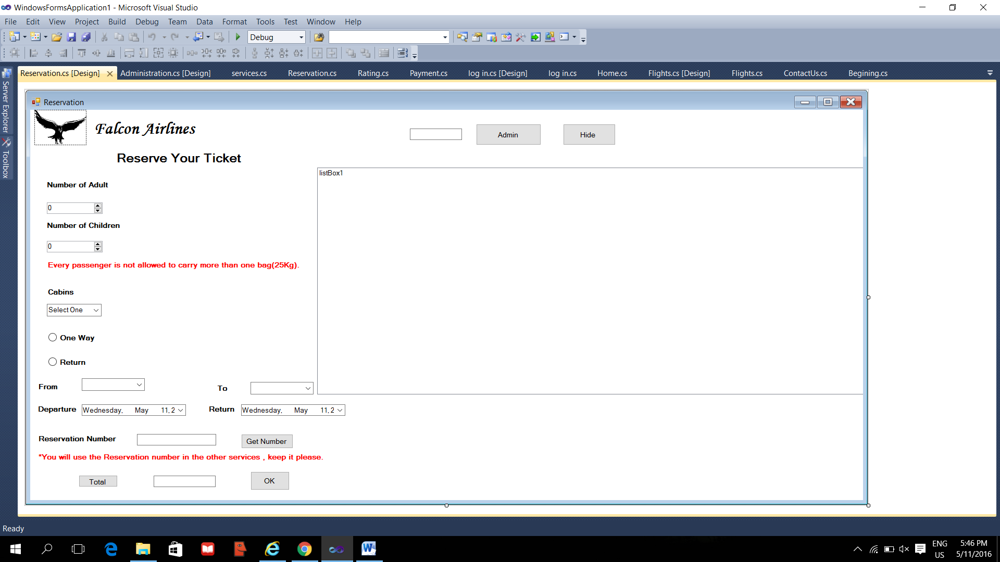 WindowsFormsApplication1 - Microsoft Visual Studio
File Edit View Project Build Debug Team Data Format Tools Test Window Help
Debug
Reservation.cs [Design] Administration.cs [Design] services.cs Reservation.cs Rating.cs Payment.cs log in.cs [Design] log in.cs Home.cs Flights.cs [Design] Flights.cs ContactUs.cs Begining.cs
Server Explorer
Toolbox
Reservation
Falcon Airlines
Admin Hide
Reserve Your Ticket
listBox1
Number of Adult
0
Number of Children
0
Every passenger is not allowed to carry more than one bag(25Kg).
Cabins
Select One
One Way
Return
From To
Departure Wednesday, May 11, 2 Return Wednesday, May 11, 2
Reservation Number Get Number
*You will use the Reservation number in the other services , keep it please.
Total OK
Ready
ENG 5:46 PM
US 5/11/2016